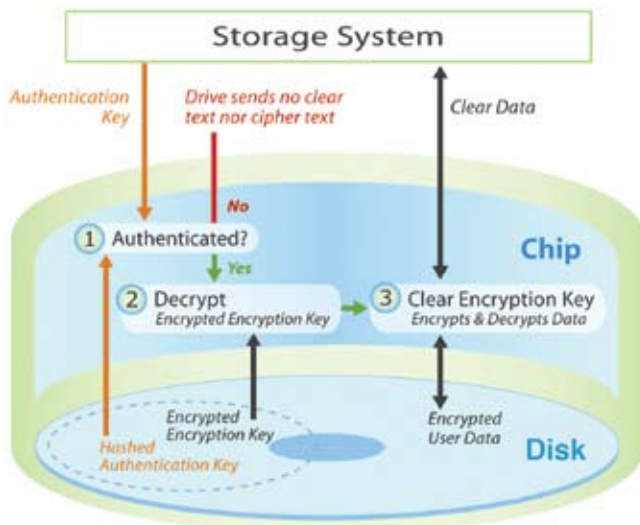 Storage System
Authentication
Key
Drive sends no clear
text nor cipher text
Clear Data
No
1 Authenticated?
Chip
Yes
2 Decrypt
Encrypted Encryption Key
3 Clear Encryption Key
Encrypts & Decrypts Data
Encrypted
Encryption Key
Hashed
Authentication Key
Encrypted
User Data
Disk